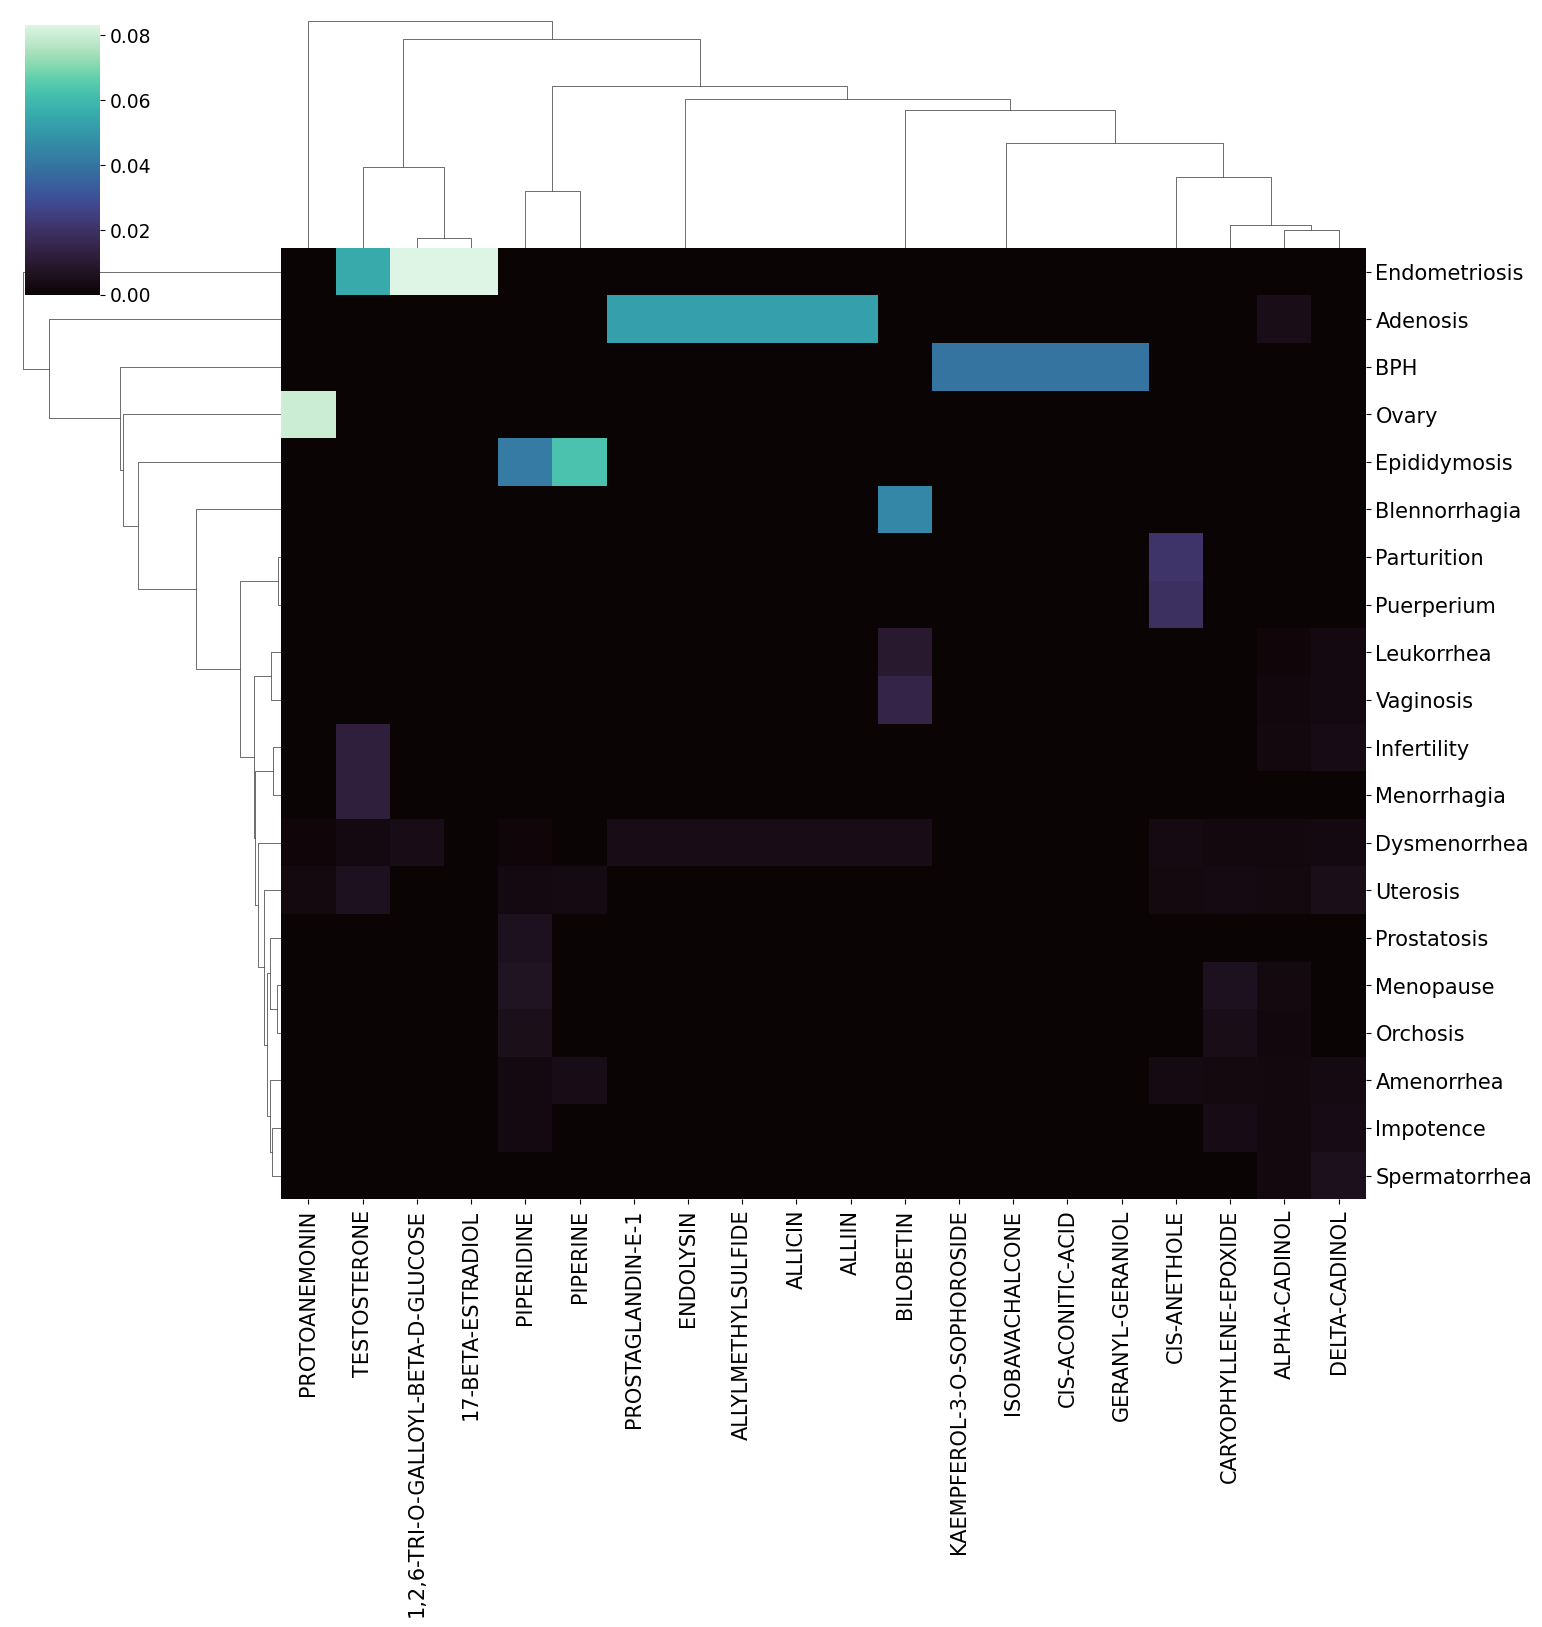 0.08
0.06
0.04
0.02
0.00
Endometriosis
Adenosis
BPH
Ovary
Epididymosis
Blennorrhagia
Parturition
Puerperium
Leukorrhea
Vaginosis
Infertility
Menorrhagia
Dysmenorrhea
Uterosis
Prostatosis
Menopause
Orchosis
Amenorrhea
Impotence
Spermatorrhea
PROTOANEMONIN
TESTOSTERONE
1,2,6-TRI-O-GALLOYL-BETA-D-GLUCOSE
17-BETA-ESTRADIOL
PIPERIDINE
PIPERINE
PROSTAGLANDIN-E-1
ENDOLYSIN
ALLYLMETHYLSULFIDE
ALLICIN
ALLIIN
BILOBETIN
KAEMPFEROL-3-O-SOPHOROSIDE
ISOBAVACHALCONE
CIS-ACONITIC-ACID
GERANYL-GERANIOL
CIS-ANETHOLE
CARYOPHYLLENE-EPOXIDE
ALPHA-CADINOL
DELTA-CADINOL